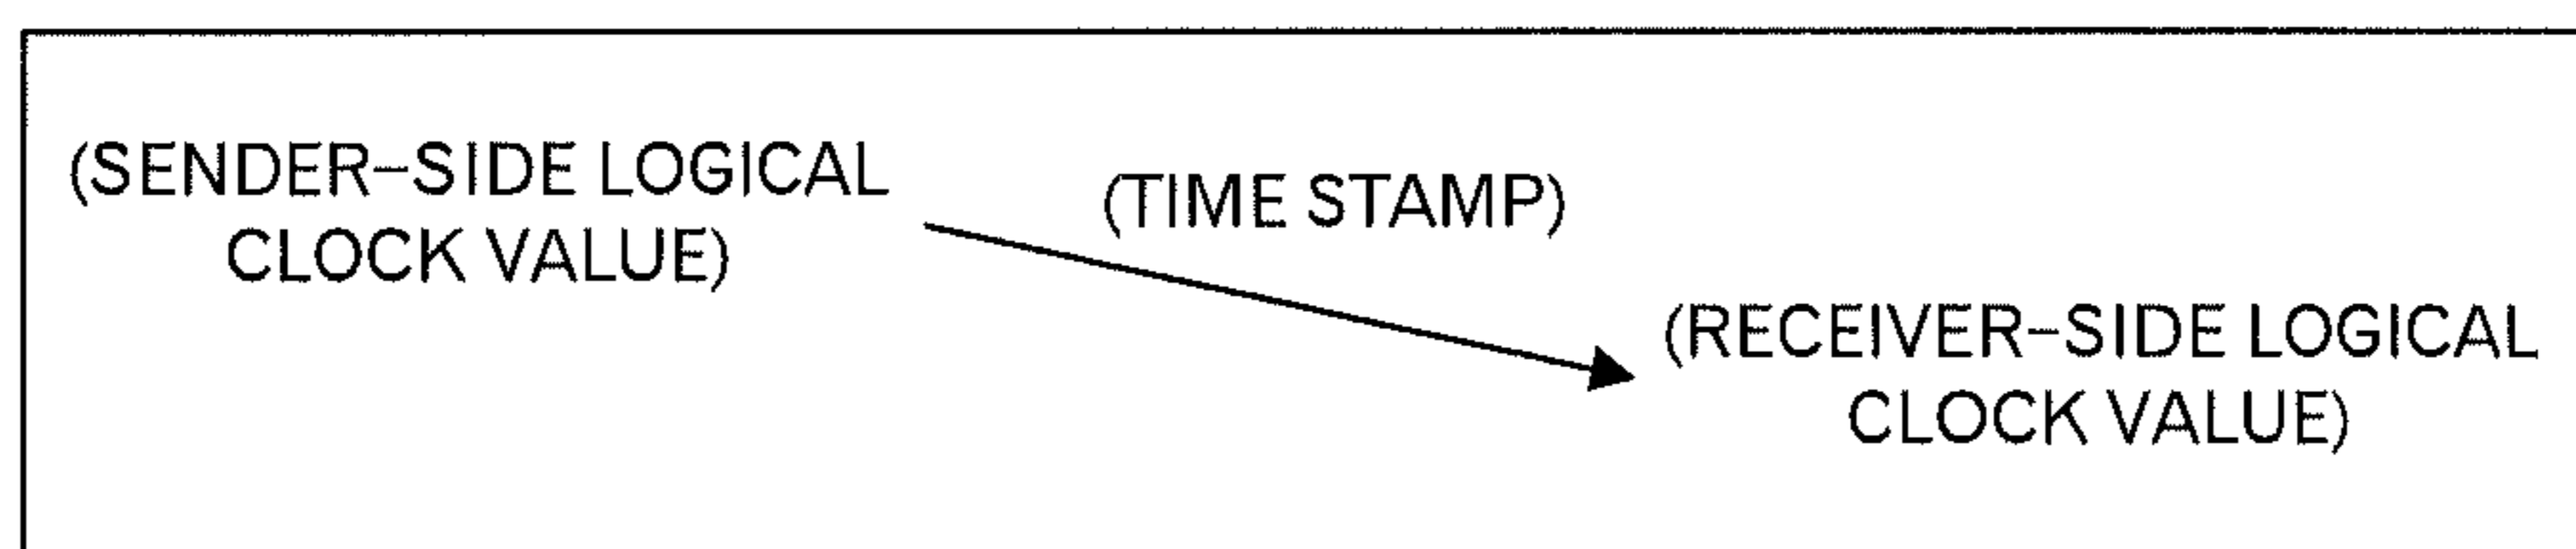 (SENDER–SIDE LOGICAL
CLOCK VALUE)
(TIME STAMP)
(RECEIVER–SIDE LOGICAL
CLOCK VALUE)